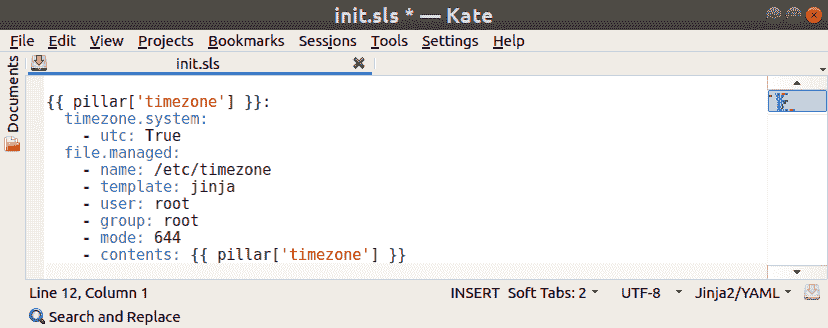 init.sls * — Kate
File Edit View Projects Bookmarks Sessions Tools Settings Help
init.sls
Documents
{{ pillar['timezone'] }}:
  timezone.system:
    - utc: True
  file.managed:
    - name: /etc/timezone
    - template: jinja
    - user: root
    - group: root
    - mode: 644
    - contents: {{ pillar['timezone'] }}
Line 12, Column 1 INSERT Soft Tabs: 2 UTF-8 Jinja2/YAML
Search and Replace